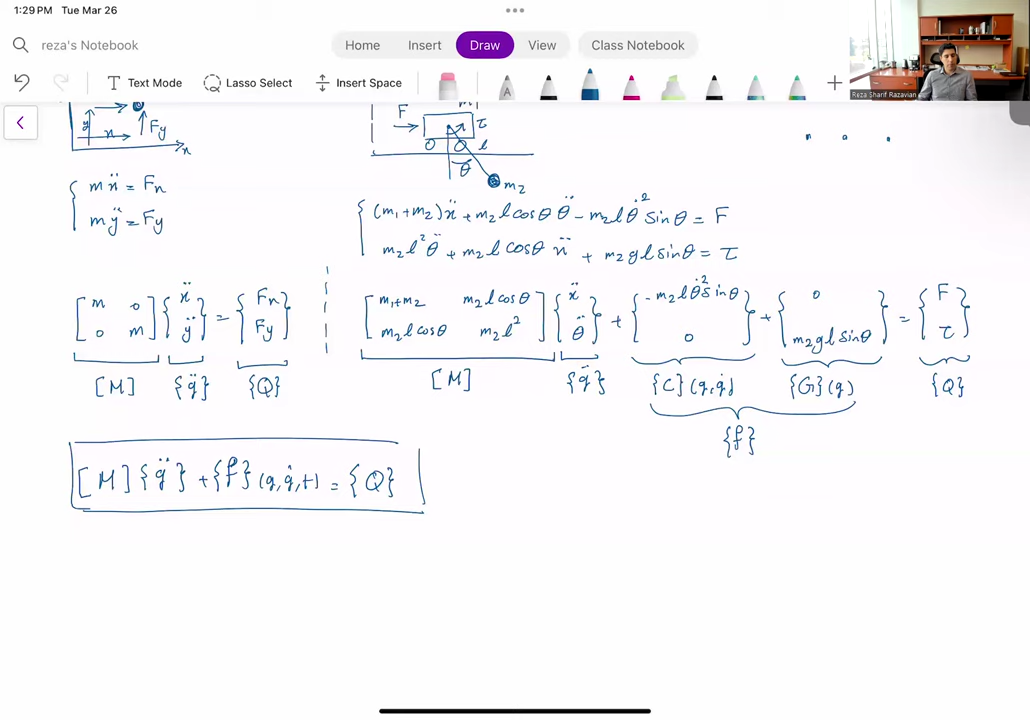 1:29 PM Tue Mar 26
reza's Notebook
Home Insert Draw View Class Notebook
Text Mode Lasso Select Insert Space
Reza Sharif Razavian
y x Fy x
F τ l θ m2
mẍ = Fx
mÿ = Fy
(m1+m2)ẍ + m2 l cosθ θ̈ - m2 l θ̇² sinθ = F
m2 l² θ̈ + m2 l cosθ ẍ + m2 g l sinθ = τ
[m 0; 0 m] {ẍ; ÿ} = {Fx; Fy}
[m1+m2 m2 l cosθ; m2 l cosθ m2 l²] {ẍ; θ̈} + {-m2 l θ̇² sinθ; 0} + {0; m2 g l sinθ} = {F; τ}
[M] {q̈} {Q}
[M] {q̈} {C}(q,q̇) {G}(q) {Q}
{f}
[M]{q̈} + {f}(q,q̇,t) = {Q}